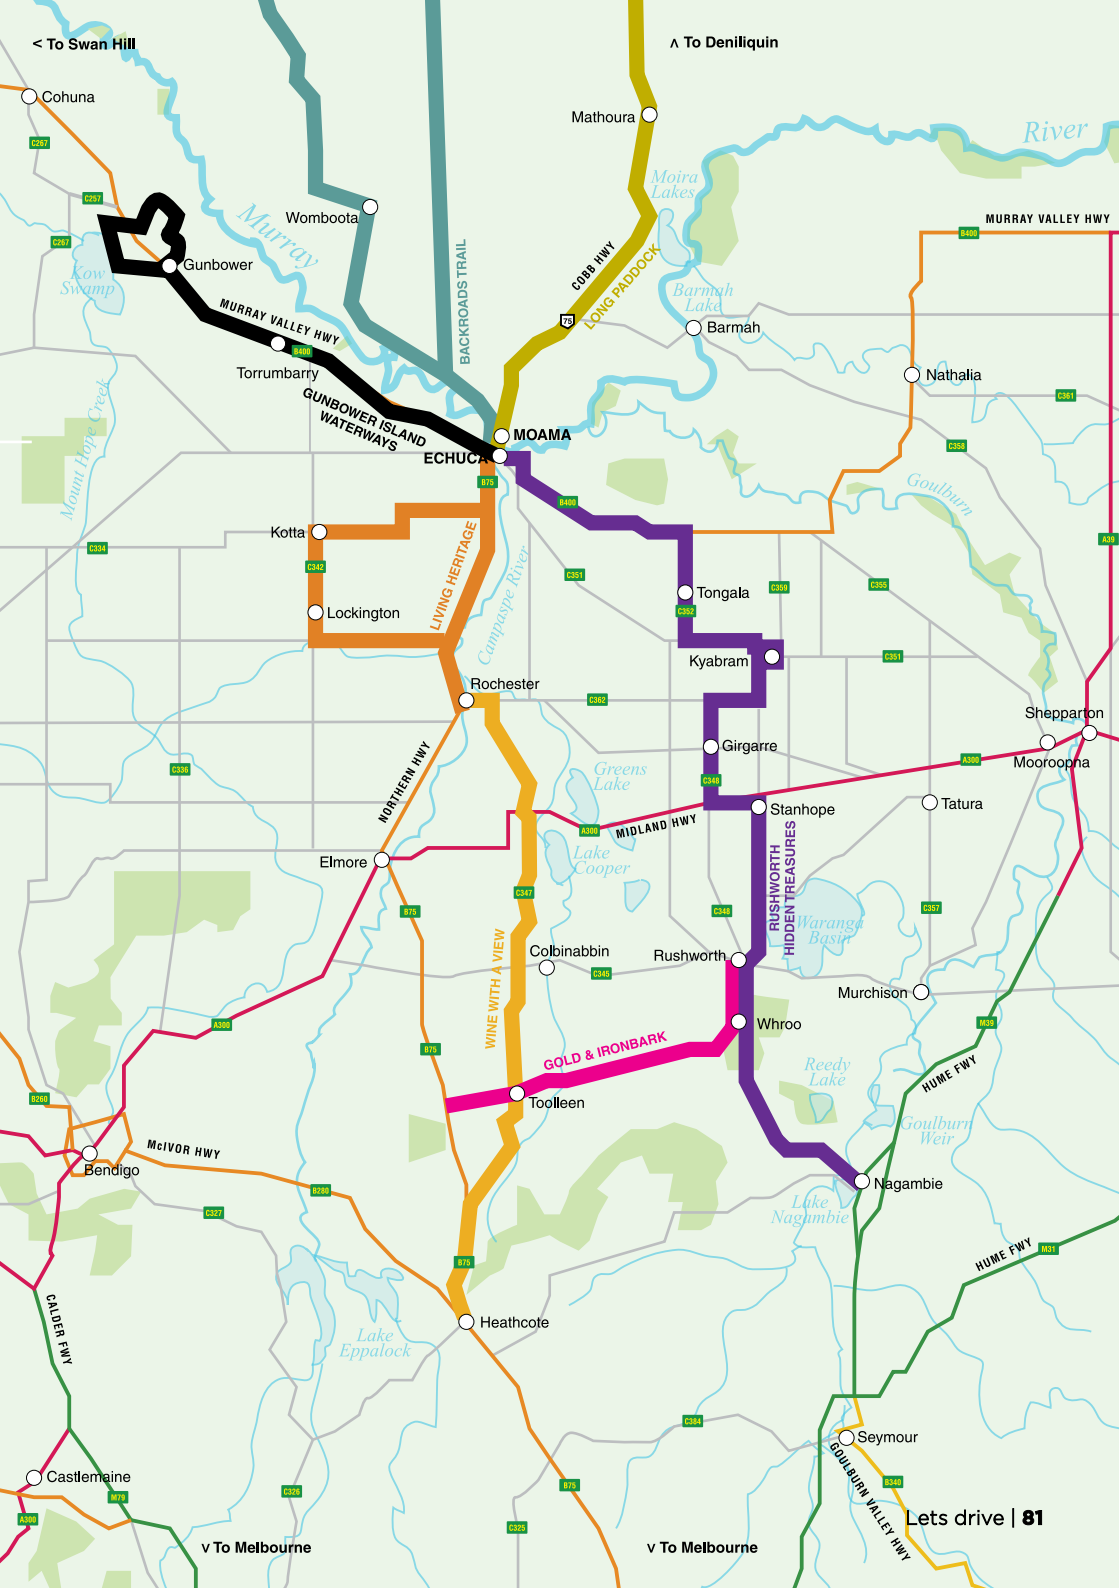 < To Swan Hill
˄ To Deniliquin
Cohuna
Mathoura
C267
River
Moira
Lakes
C257
Womboota
Murray
MURRAY VALLEY HWY
B400
C267
Gunbower
Kow
Swamp
BACKROADS TRAIL
COBB HWY
LONG PADDOCK
75
Barmah
Lake
Barmah
MURRAY VALLEY HWY
B400
Torrumbarry
Nathalia
C361
GUNBOWER ISLAND
WATERWAYS
Mount Hope Creek
MOAMA
ECHUCA
C358
B75
B400
Goulburn
Kotta
C334
C342
LIVING HERITAGE
Campaspe River
C351
A39
Tongala
C359
C355
C352
Lockington
Kyabram
C351
Rochester
C362
Shepparton
Girgarre
Mooroopna
A300
C336
NORTHERN HWY
Greens
Lake
C348
Stanhope
Tatura
A300
MIDLAND HWY
Elmore
Lake
Cooper
C347
RUSHWORTH
HIDDEN TREASURES
B75
C348
C357
Waranga
Basin
WINE WITH A VIEW
Colbinabbin
C345
Rushworth
Murchison
A300
Whroo
M39
GOLD & IRONBARK
B75
Reedy
Lake
HUME FWY
B260
Toolleen
Goulburn
Weir
McIVOR HWY
Bendigo
B280
Nagambie
C327
Lake
Nagambie
HUME FWY
M31
B75
CALDER FWY
Heathcote
Lake
Eppalock
C384
Seymour
GOULBURN VALLEY HWY
Castlemaine
B340
M79
C326
B75
A300
C325
Lets drive | 81
˅ To Melbourne
˅ To Melbourne